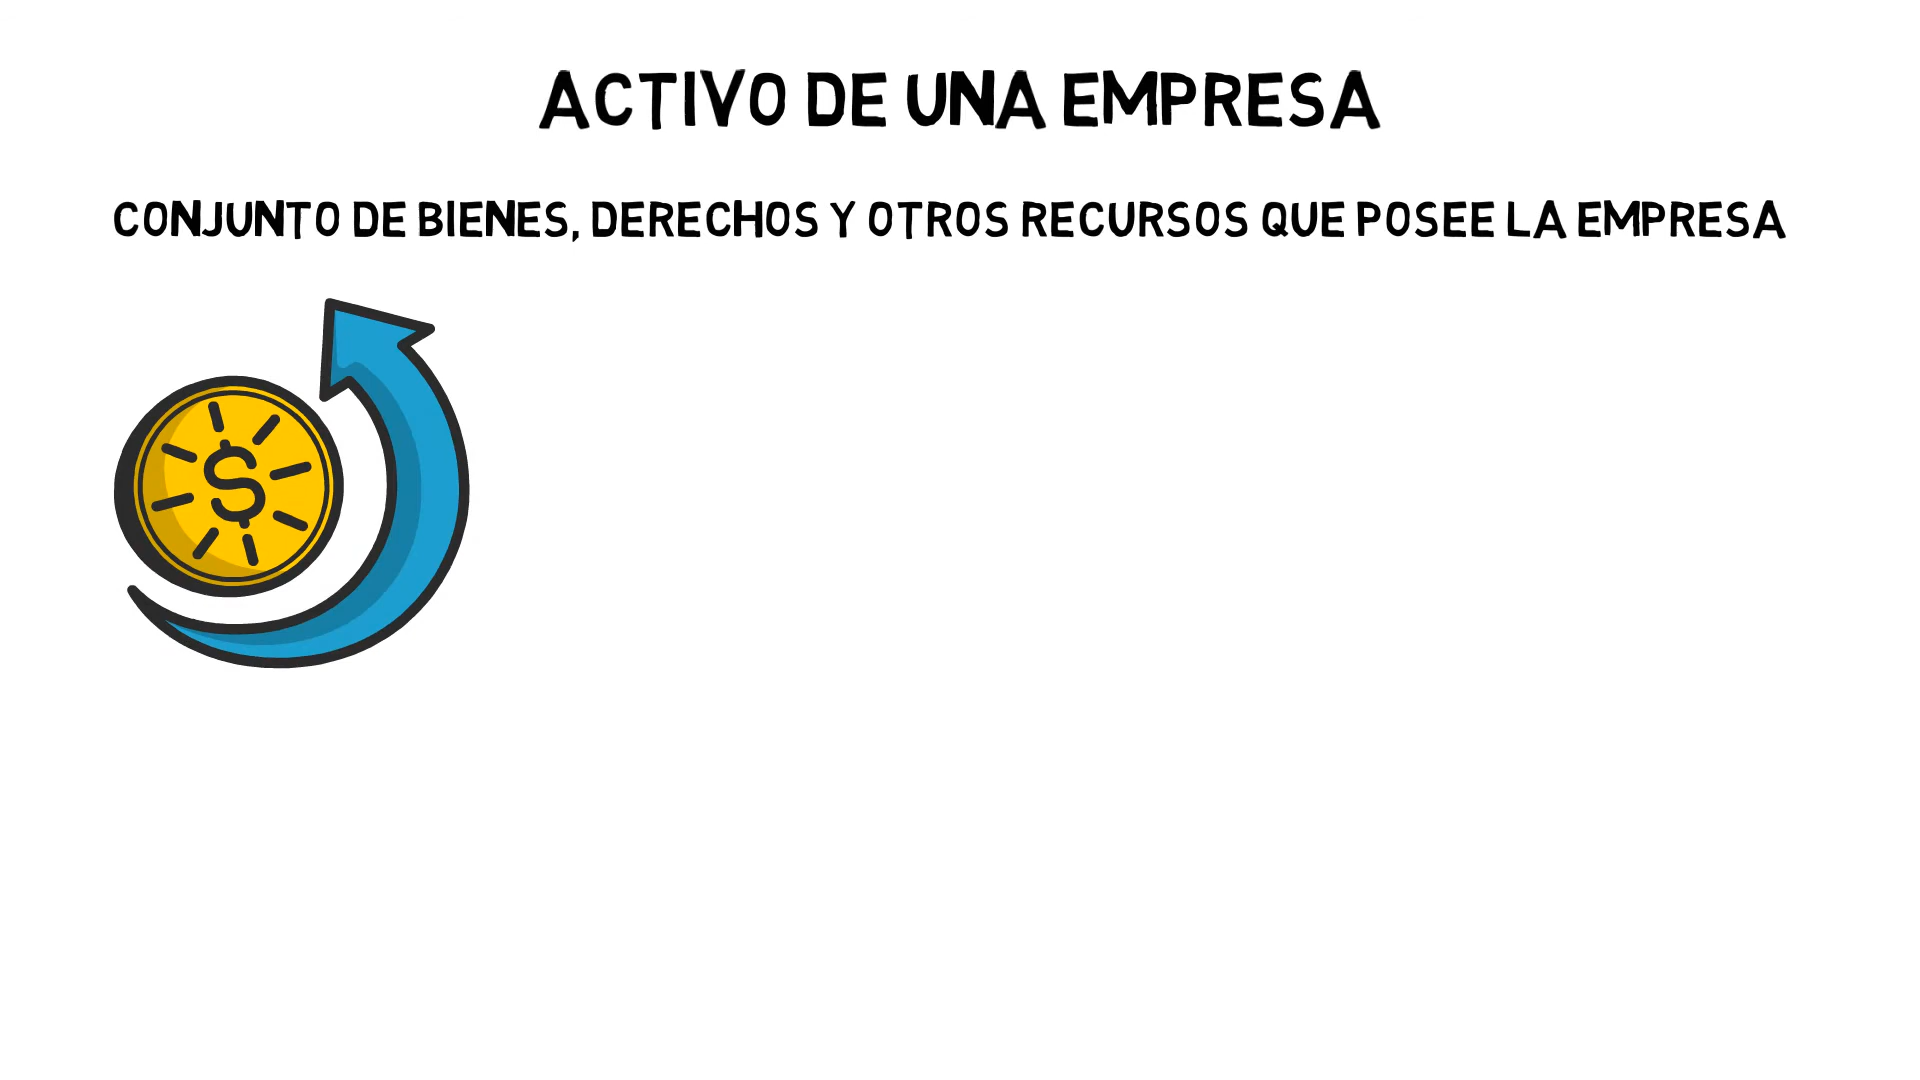 ACTIVO DE UNA EMPRESA
CONJUNTO DE BIENES, DERECHOS Y OTROS RECURSOS QUE POSEE LA EMPRESA
$